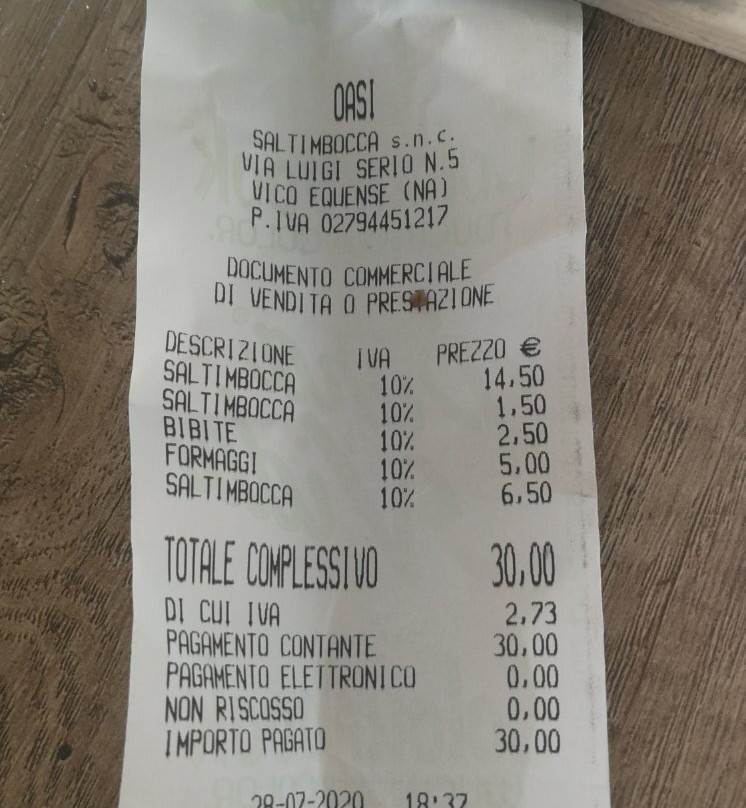 OASI
SALTIMBOCCA s.n.c.
VIA LUIGI SERIO N.5
VICO EQUENSE (NA)
P.IVA 02794451217
DOCUMENTO COMMERCIALE
DI VENDITA O PRESTAZIONE
DESCRIZIONE IVA PREZZO €
SALTIMBOCCA 10% 14,50
SALTIMBOCCA 10% 1,50
BIBITE 10% 2,50
FORMAGGI 10% 5,00
SALTIMBOCCA 10% 6,50
TOTALE COMPLESSIVO 30,00
DI CUI IVA 2,73
PAGAMENTO CONTANTE 30,00
PAGAMENTO ELETTRONICO 0,00
NON RISCOSSO 0,00
IMPORTO PAGATO 30,00
28-07-2020 18:37